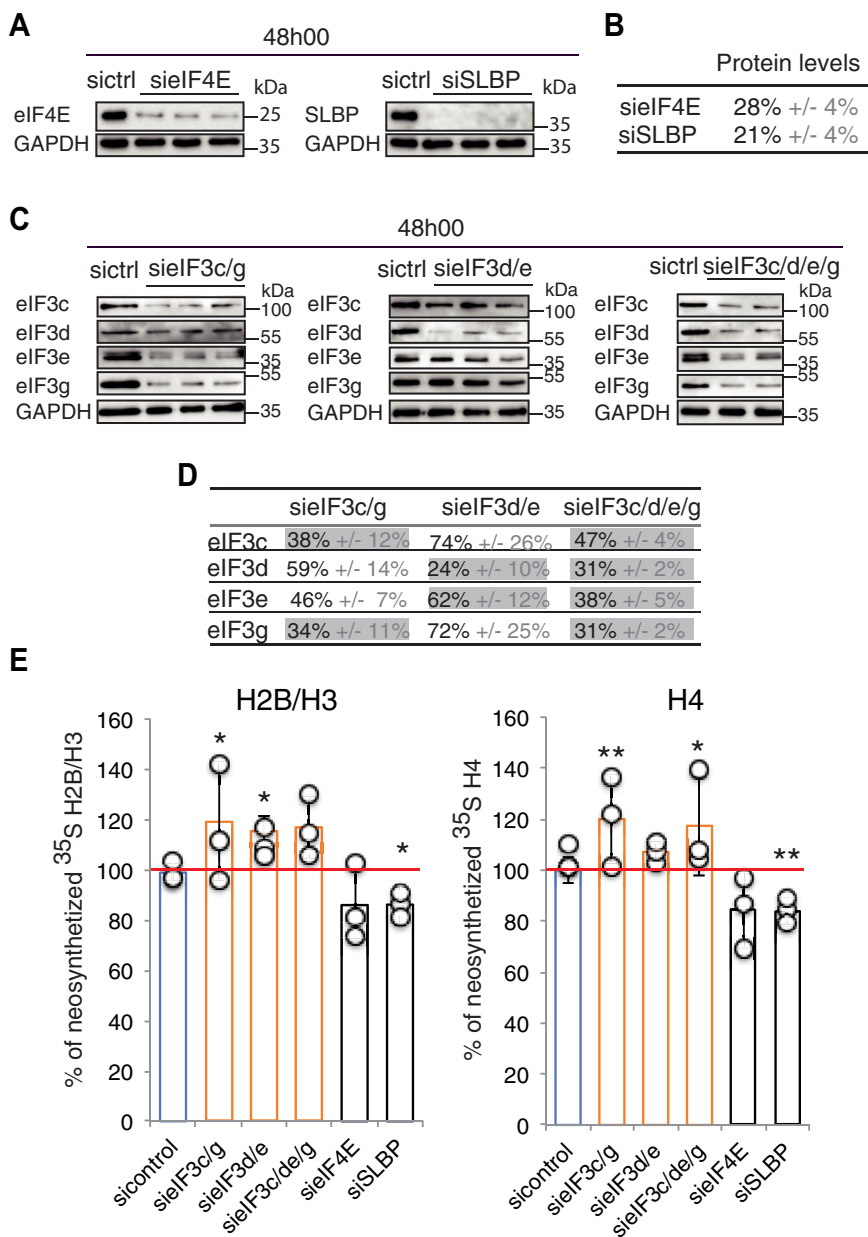 A
48h00
sictrl sieIF4E kDa
eIF4E 25
GAPDH 35
sictrl siSLBP kDa
SLBP 35
GAPDH 35
B
Protein levels
sieIF4E 28% +/- 4%
siSLBP 21% +/- 4%
C
48h00
sictrl sieIF3c/g kDa
eIF3c 100
eIF3d 55
eIF3e 35
eIF3g 55
GAPDH 35
sictrl sieIF3d/e kDa
eIF3c 100
eIF3d 55
eIF3e 35
eIF3g 55
GAPDH 35
sictrl sieIF3c/d/e/g kDa
eIF3c 100
eIF3d 55
eIF3e 35
eIF3g 55
GAPDH 35
D
sieIF3c/g sieIF3d/e sieIF3c/d/e/g
eIF3c 38% +/- 12% 74% +/- 26% 47% +/- 4%
eIF3d 59% +/- 14% 24% +/- 10% 31% +/- 2%
eIF3e 46% +/- 7% 62% +/- 12% 38% +/- 5%
eIF3g 34% +/- 11% 72% +/- 25% 31% +/- 2%
E
H2B/H3
% of neosynthetized 35S H2B/H3
160
140
120
100
80
60
40
20
0
* * *
sicontrol
sieIF3c/g
sieIF3d/e
sieIF3c/de/g
sieIF4E
siSLBP
H4
% of neosynthetized 35S H4
160
140
120
100
80
60
40
20
0
** * **
sicontrol
sieIF3c/g
sieIF3d/e
sieIF3c/de/g
sieIF4E
siSLBP